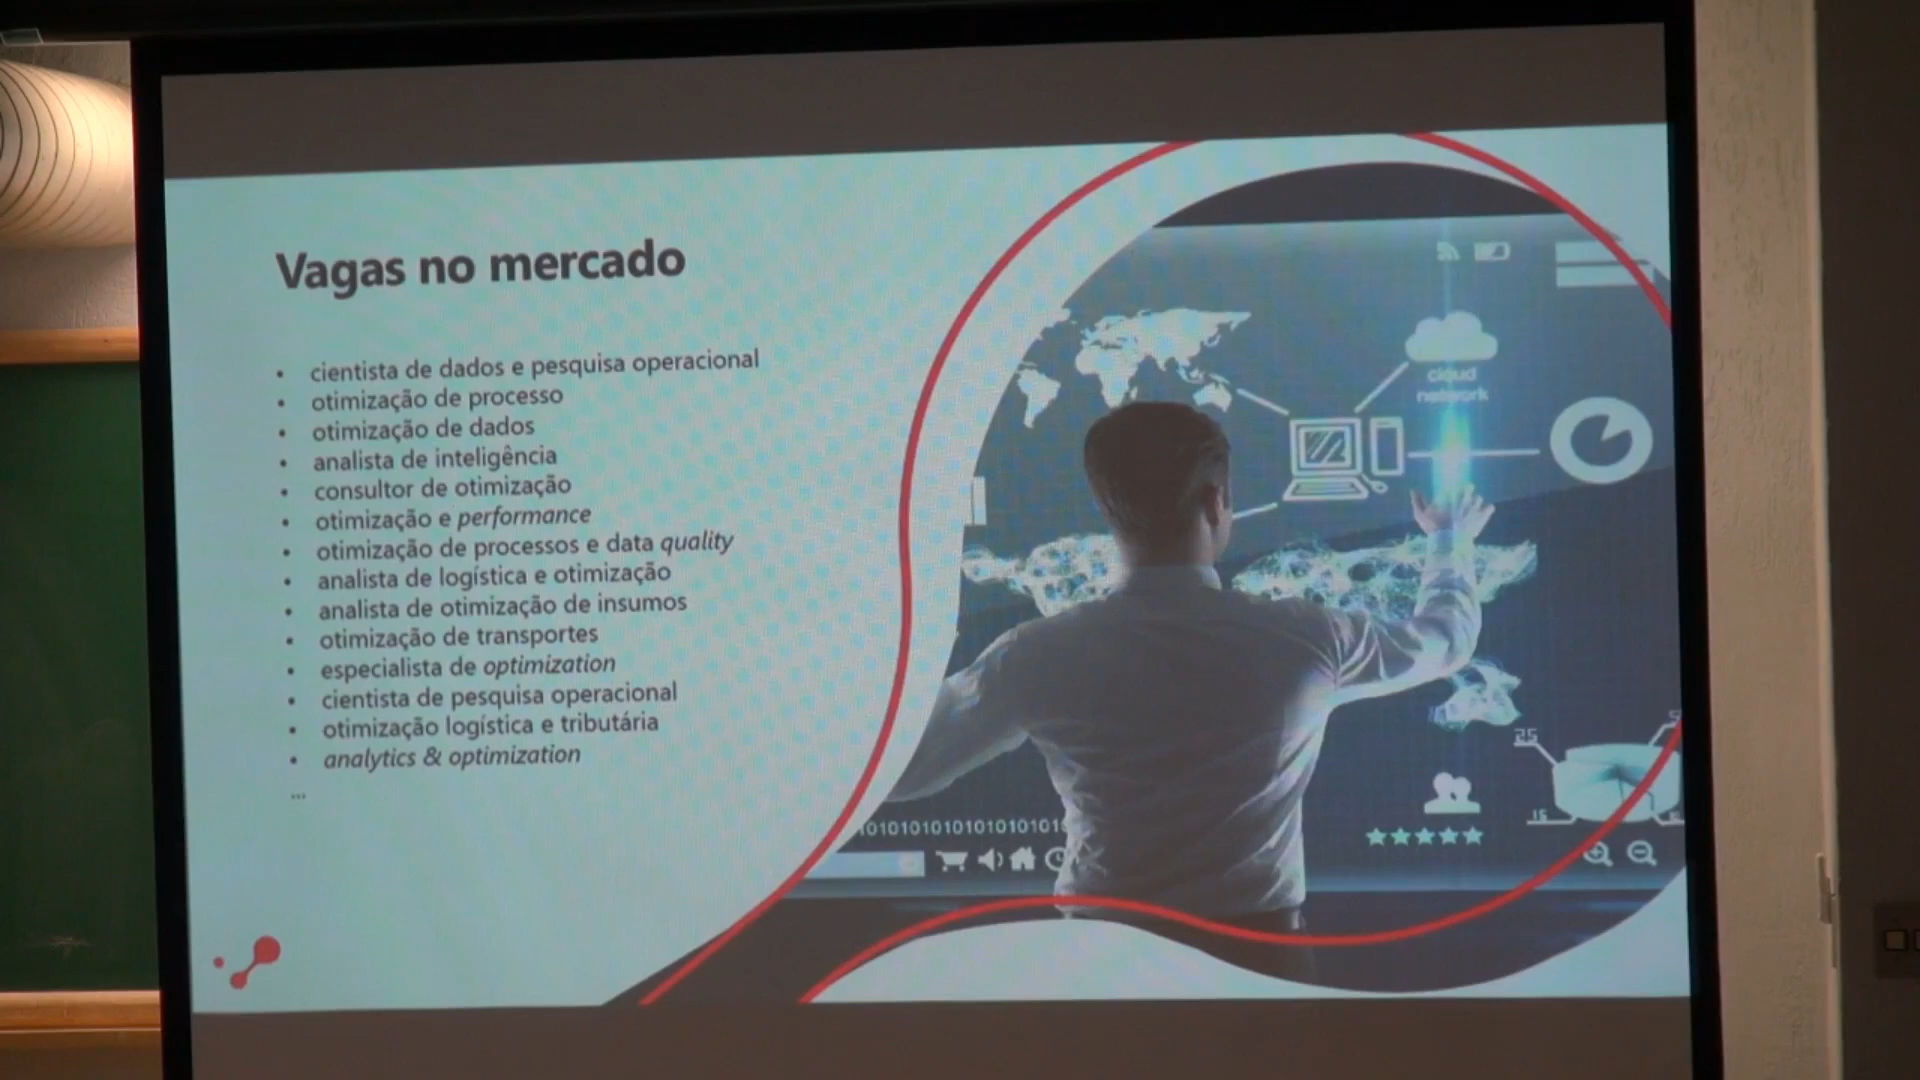 Vagas no mercado
• cientista de dados e pesquisa operacional
• otimização de processo
• otimização de dados
• analista de inteligência
• consultor de otimização
• otimização e performance
• otimização de processos e data quality
• analista de logística e otimização
• analista de otimização de insumos
• otimização de transportes
• especialista de optimization
• cientista de pesquisa operacional
• otimização logística e tributária
• analytics & optimization
...
cloud
network
25
15